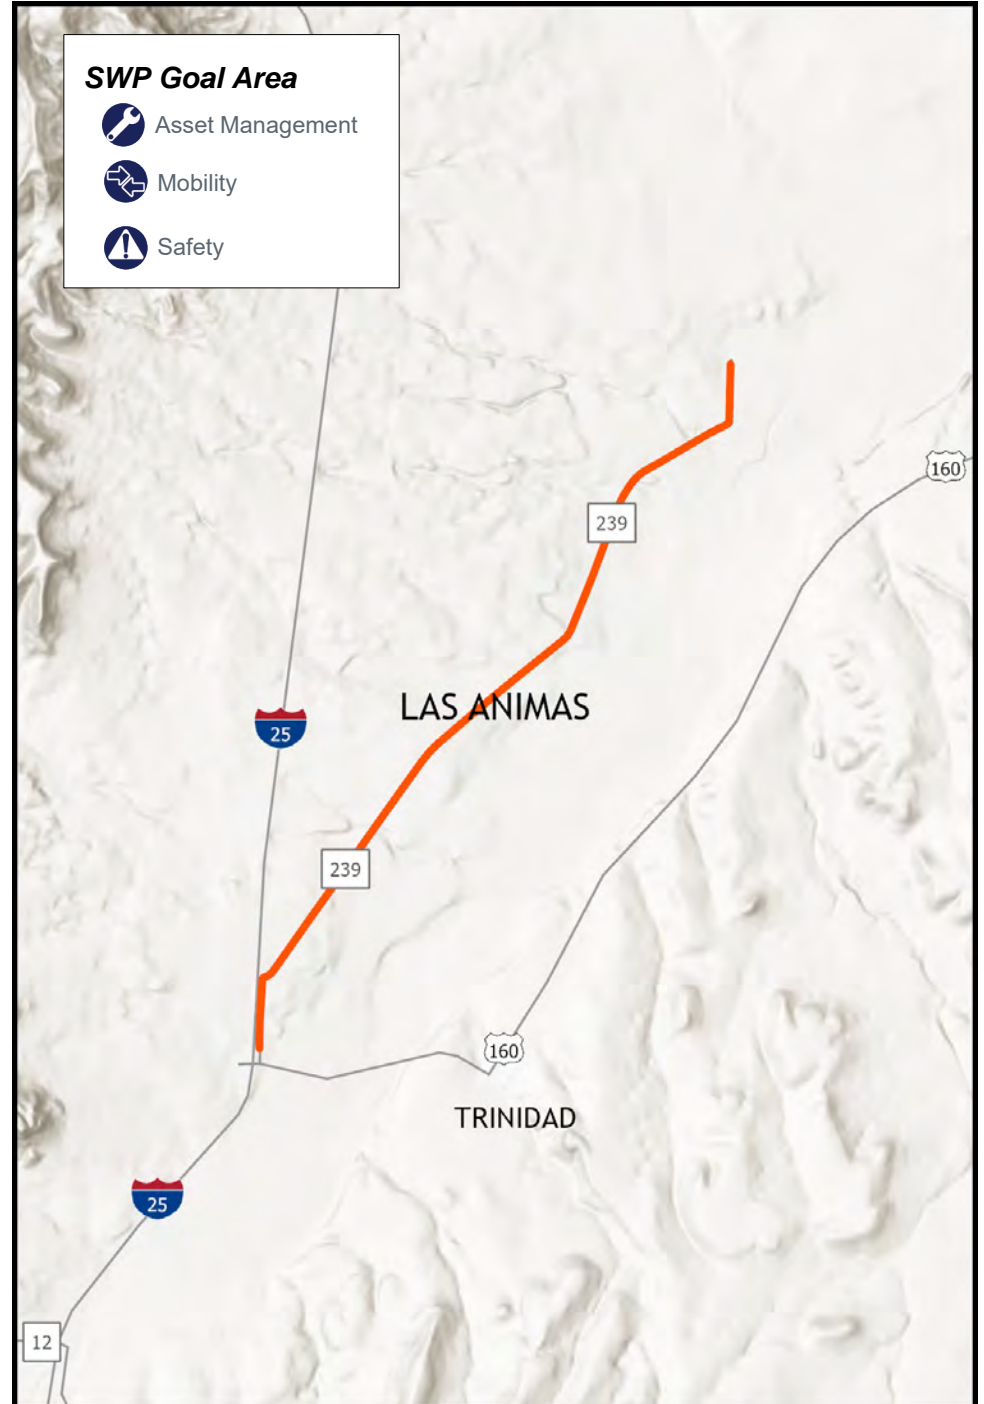 SWP Goal Area
Asset Management
Mobility
Safety
160
239
LAS ANIMAS
25
239
160
TRINIDAD
25
12